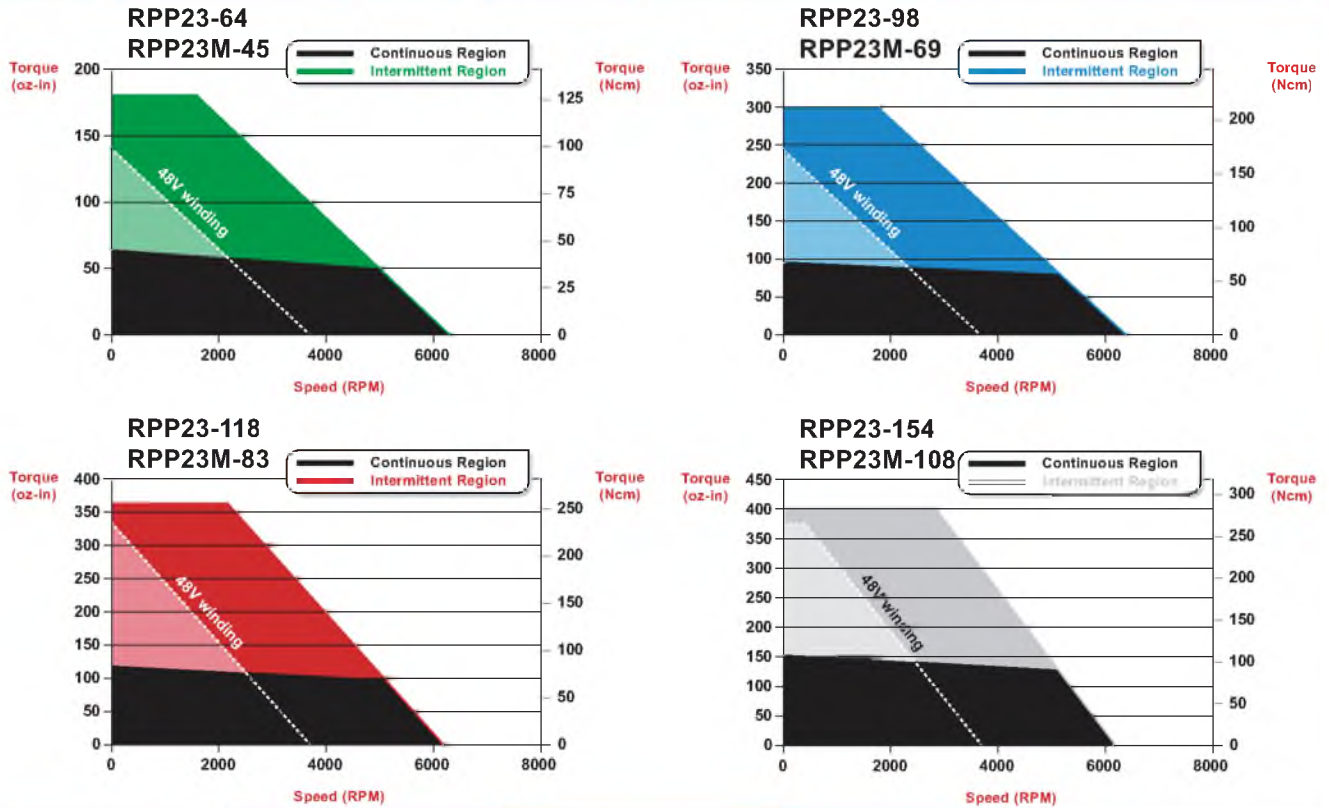 RPP23-64
RPP23M-45
Continuous Region
Intermittent Region
Torque
(oz-in)
Torque
(Ncm)
200
150
100
50
0
125
100
75
50
25
0
48V winding
0 2000 4000 6000 8000
Speed (RPM)
RPP23-98
RPP23M-69
Continuous Region
Intermittent Region
Torque
(oz-in)
Torque
(Ncm)
350
300
250
200
150
100
50
0
200
150
100
50
0
48V winding
0 2000 4000 6000 8000
Speed (RPM)
RPP23-118
RPP23M-83
Continuous Region
Intermittent Region
Torque
(oz-in)
Torque
(Ncm)
400
350
300
250
200
150
100
50
0
250
200
150
100
50
0
48V winding
0 2000 4000 6000 8000
Speed (RPM)
RPP23-154
RPP23M-108
Continuous Region
Intermittent Region
Torque
(oz-in)
Torque
(Ncm)
450
400
350
300
250
200
150
100
50
0
300
250
200
150
100
50
0
48V winding
0 2000 4000 6000 8000
Speed (RPM)